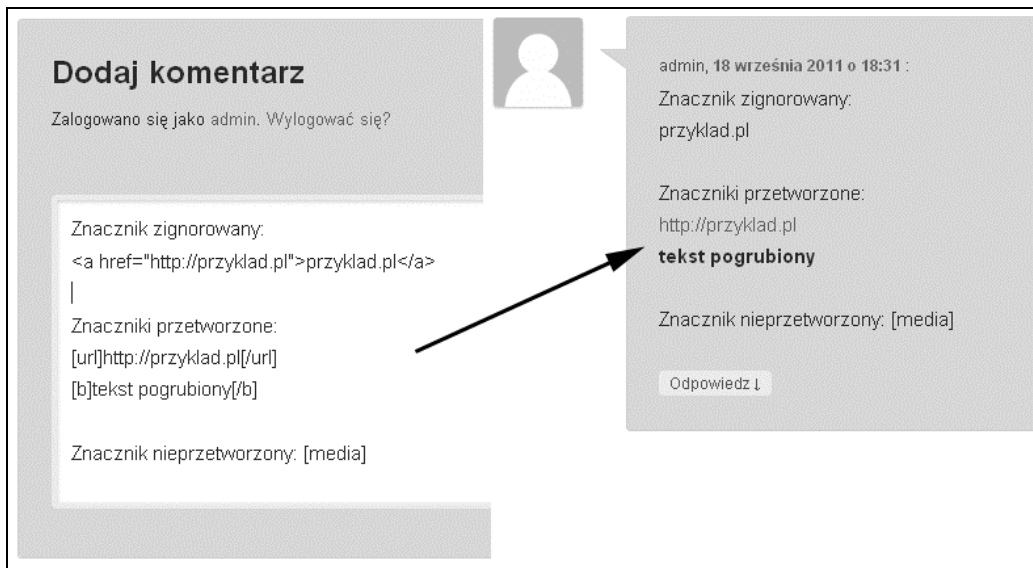 Dodaj komentarz
Zalogowano się jako admin. Wylogować się?
Znacznik zignorowany:
<a href="http://przyklad.pl">przyklad.pl</a>
Znaczniki przetworzone:
[url]http://przyklad.pl[/url]
[b]tekst pogrubiony[/b]
Znacznik nieprzetworzony: [media]
admin, 18 września 2011 o 18:31 :
Znacznik zignorowany:
przyklad.pl
Znaczniki przetworzone:
http://przyklad.pl
tekst pogrubiony
Znacznik nieprzetworzony: [media]
Odpowiedz ↓